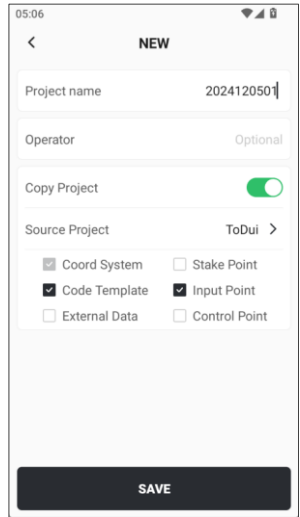 05:06
NEW
Project name 2024120501
Operator Optional
Copy Project
Source Project ToDui
Coord System Stake Point
Code Template Input Point
External Data Control Point
SAVE